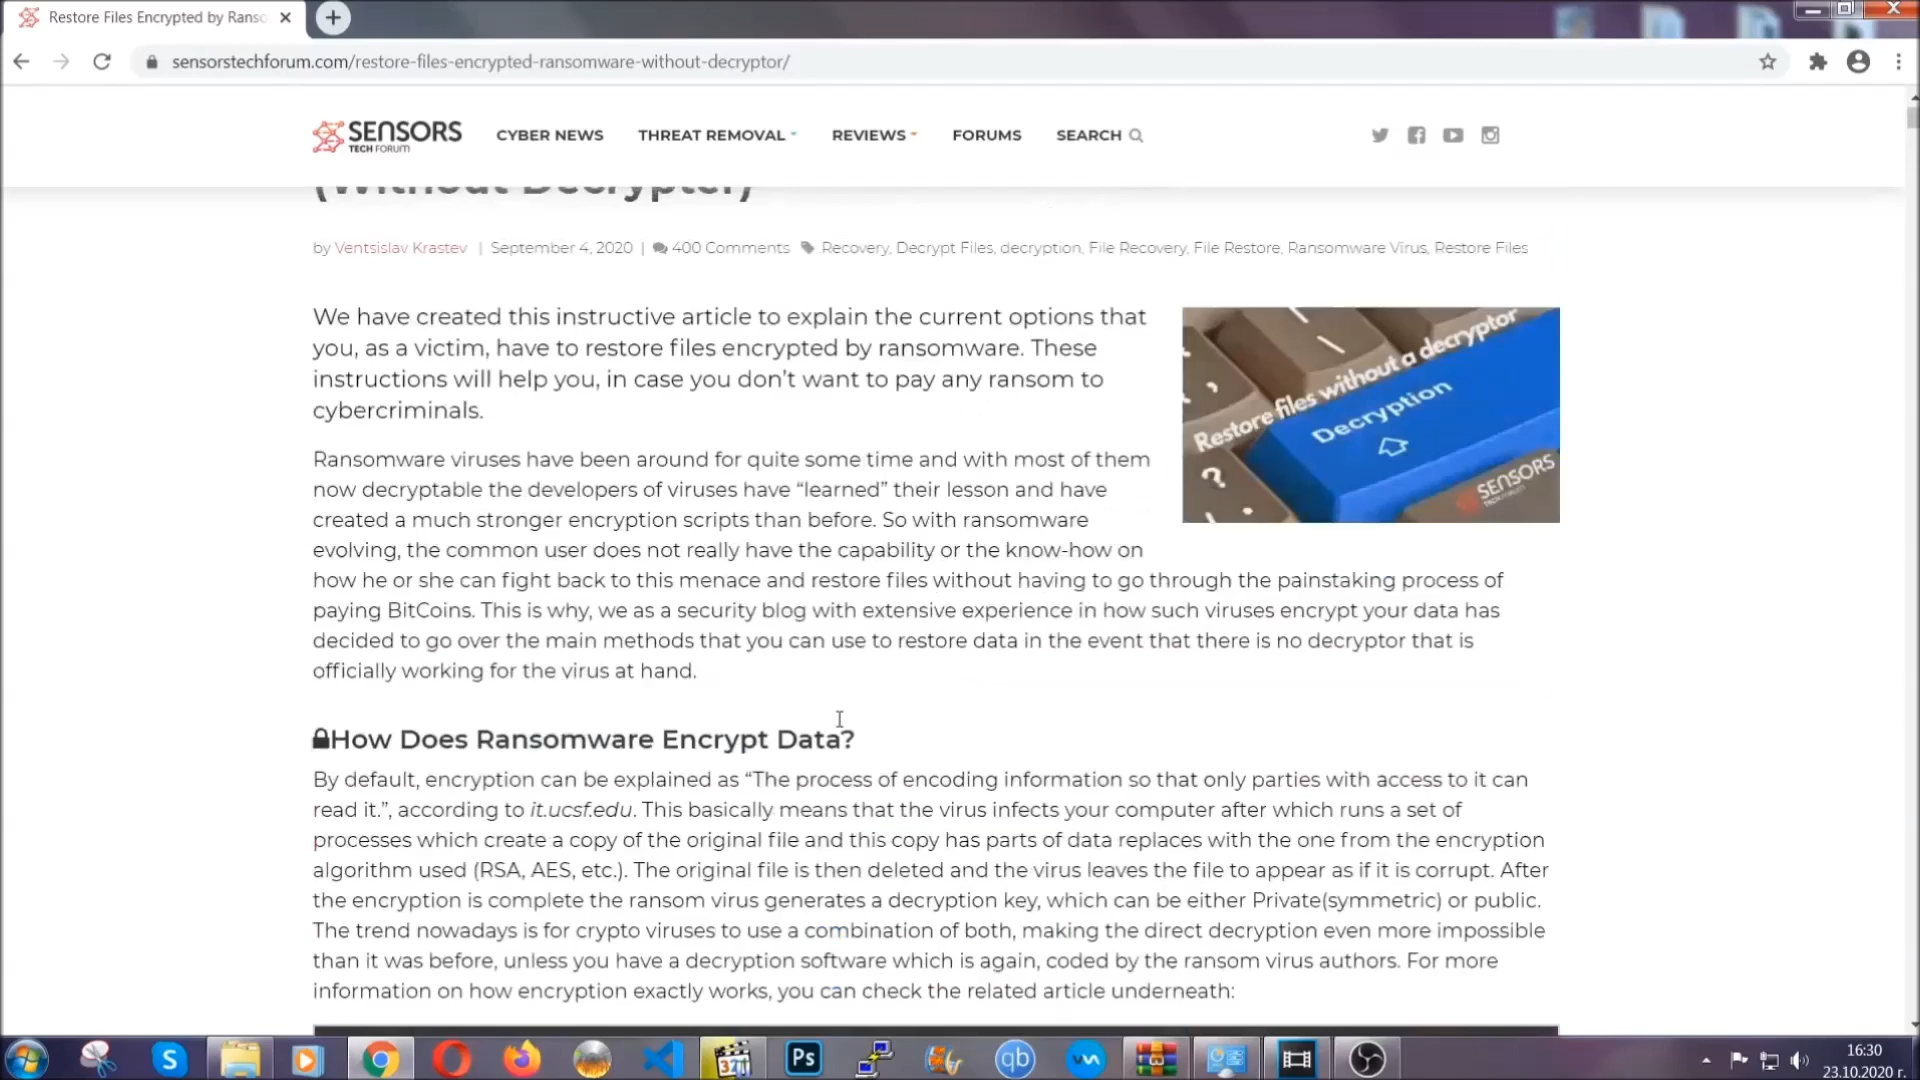 Restore Files Encrypted by Ranso
sensorstechforum.com/restore-files-encrypted-ransomware-without-decryptor/
SENSORS
TECH FORUM
CYBER NEWS
THREAT REMOVAL
REVIEWS
FORUMS
SEARCH
(Without Decrypter)
by Ventsislav Krastev | September 4, 2020 | 400 Comments Recovery, Decrypt Files, decryption, File Recovery, File Restore, Ransomware Virus, Restore Files
We have created this instructive article to explain the current options that
you, as a victim, have to restore files encrypted by ransomware. These
instructions will help you, in case you don’t want to pay any ransom to
cybercriminals.
Restore files without a decryptor
Decryption
SENSORS
Ransomware viruses have been around for quite some time and with most of them
now decryptable the developers of viruses have “learned” their lesson and have
created a much stronger encryption scripts than before. So with ransomware
evolving, the common user does not really have the capability or the know-how on
how he or she can fight back to this menace and restore files without having to go through the painstaking process of
paying BitCoins. This is why, we as a security blog with extensive experience in how such viruses encrypt your data has
decided to go over the main methods that you can use to restore data in the event that there is no decryptor that is
officially working for the virus at hand.
How Does Ransomware Encrypt Data?
By default, encryption can be explained as “The process of encoding information so that only parties with access to it can
read it.”, according to it.ucsf.edu. This basically means that the virus infects your computer after which runs a set of
processes which create a copy of the original file and this copy has parts of data replaces with the one from the encryption
algorithm used (RSA, AES, etc.). The original file is then deleted and the virus leaves the file to appear as if it is corrupt. After
the encryption is complete the ransom virus generates a decryption key, which can be either Private(symmetric) or public.
The trend nowadays is for crypto viruses to use a combination of both, making the direct decryption even more impossible
than it was before, unless you have a decryption software which is again, coded by the ransom virus authors. For more
information on how encryption exactly works, you can check the related article underneath:
Ps
qb
16:30
23.10.2020 г.